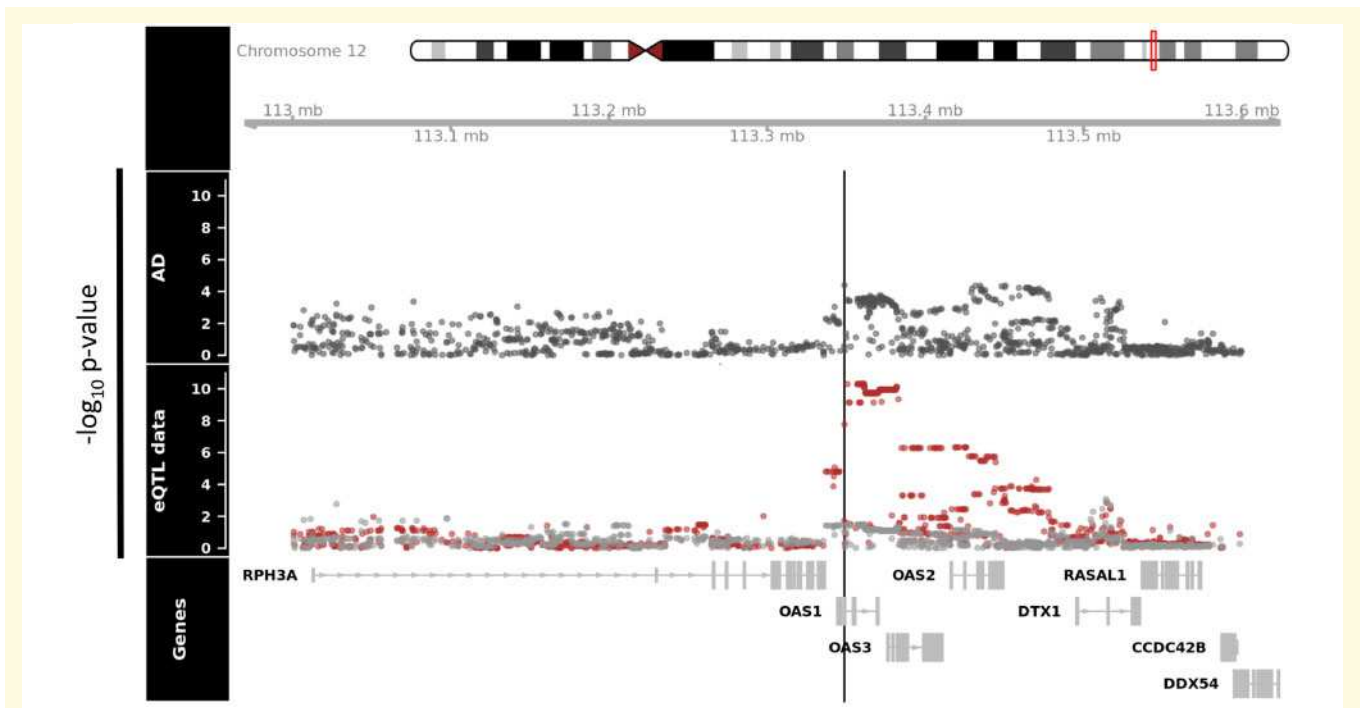 Chromosome 12
113 mb 113.2 mb 113.4 mb 113.6 mb
113.1 mb 113.3 mb 113.5 mb
-log10 p-value
AD
10
8
6
4
2
0
eQTL data
10
8
6
4
2
0
Genes
RPH3A OAS2 RASAL1
OAS1 DTX1
OAS3 CCDC42B
DDX54